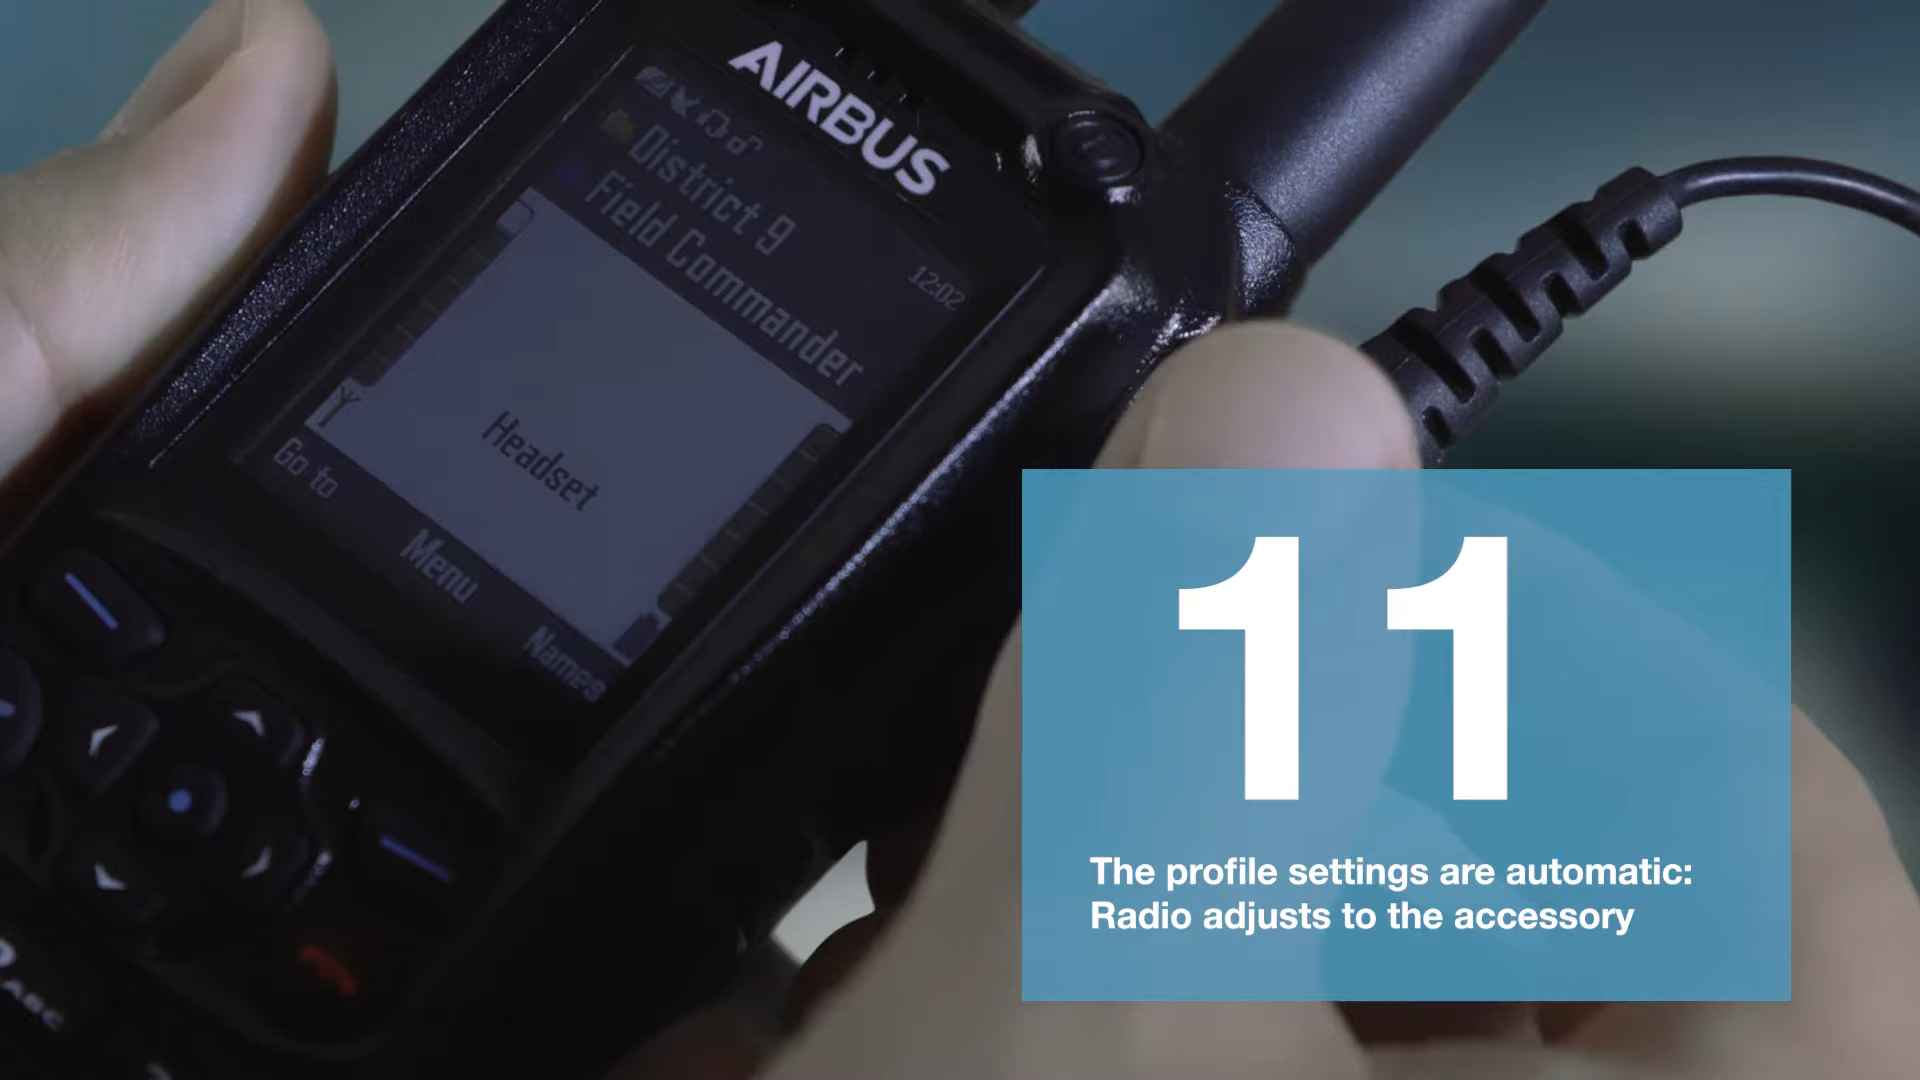 AIRBUS
District 9
Field Commander
12:02
Headset
Go to
Menu
Names
11
The profile settings are automatic:
Radio adjusts to the accessory
ABC